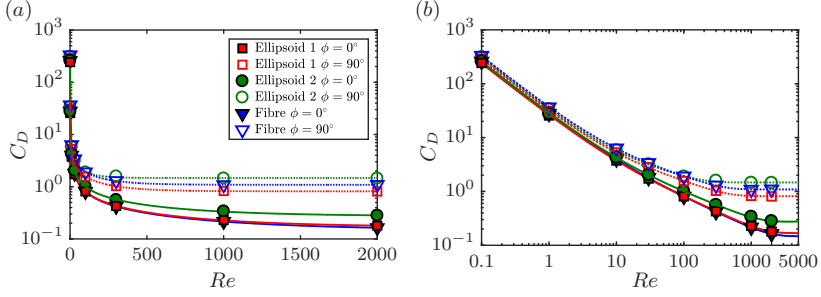 (a)
10^3
10^2
10^1
10^0
10^{-1}
C_D
0
500
1000
1500
2000
Re
Ellipsoid 1 ϕ = 0°
Ellipsoid 1 ϕ = 90°
Ellipsoid 2 ϕ = 0°
Ellipsoid 2 ϕ = 90°
Fibre ϕ = 0°
Fibre ϕ = 90°
(b)
10^3
10^2
10^1
10^0
10^{-1}
C_D
0.1
1
10
100
1000
5000
Re